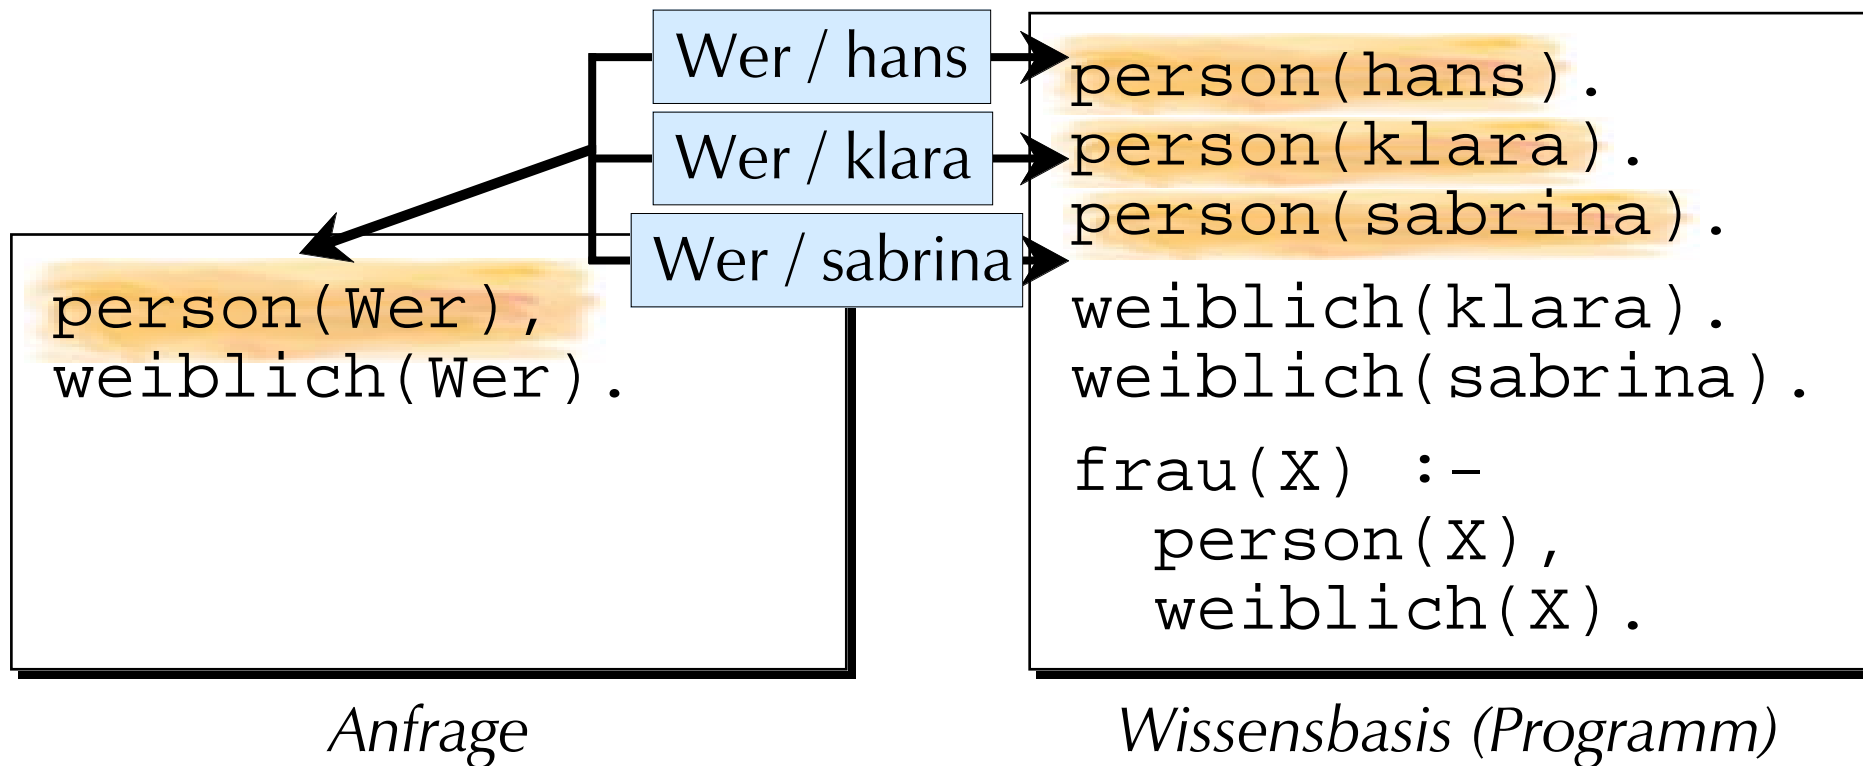 Wer / hans
Wer / klara
Wer / sabrina
person(Wer),
weiblich(Wer).
Anfrage
person(hans).
person(klara).
person(sabrina).
weiblich(klara).
weiblich(sabrina).
frau(X) :-
person(X),
weiblich(X).
Wissensbasis (Programm)